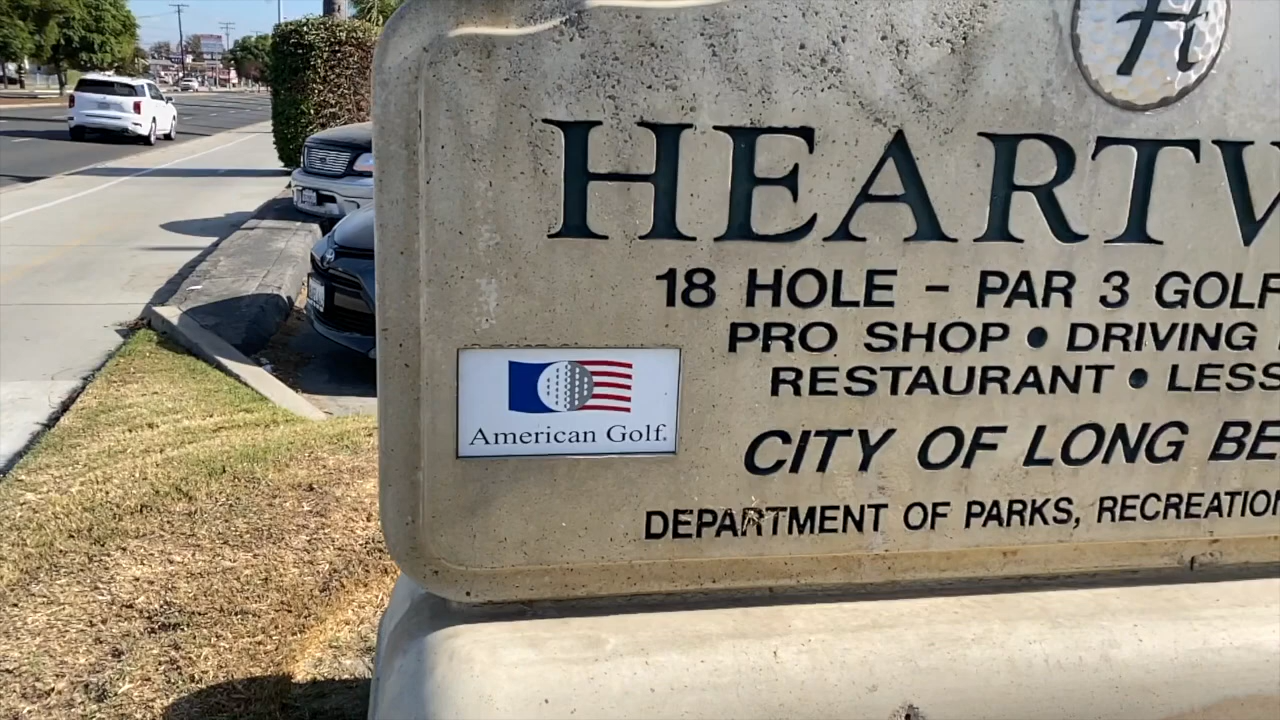 H
HEARTW
18 HOLE - PAR 3 GOLF
PRO SHOP • DRIVING
RESTAURANT • LESS
American Golf.
CITY OF LONG BE
DEPARTMENT OF PARKS, RECREATION